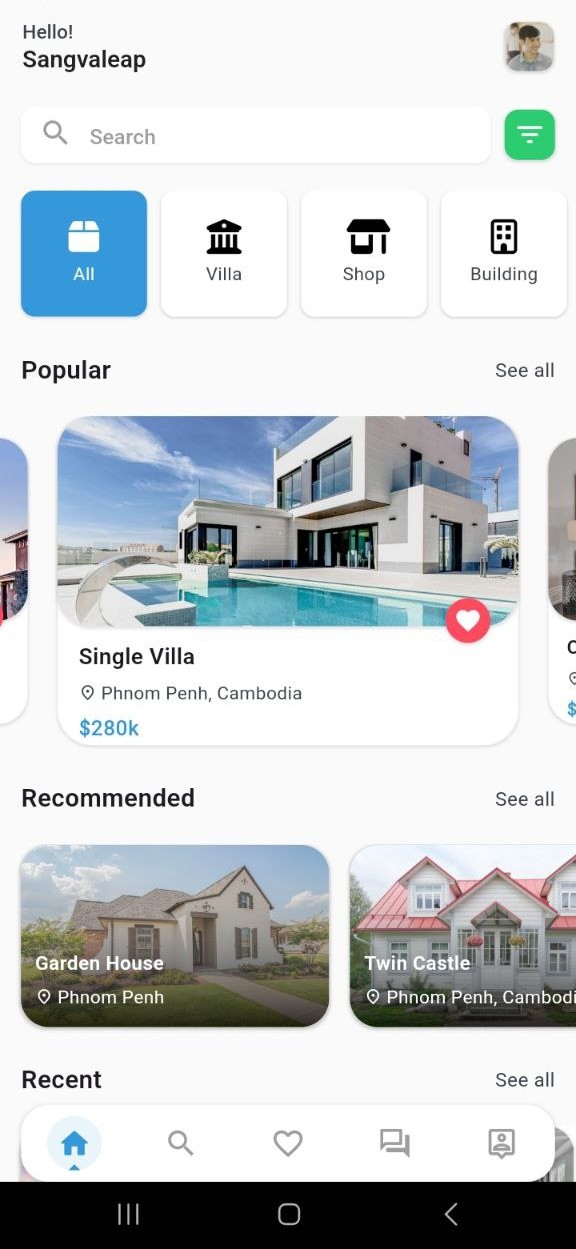 Hello!
Sangvaleap
Search
All
Villa
Shop
Building
Popular
See all
Single Villa
Phnom Penh, Cambodia
$280k
Recommended
See all
Garden House
Phnom Penh
Twin Castle
Phnom Penh, Cambodi
Recent
See all